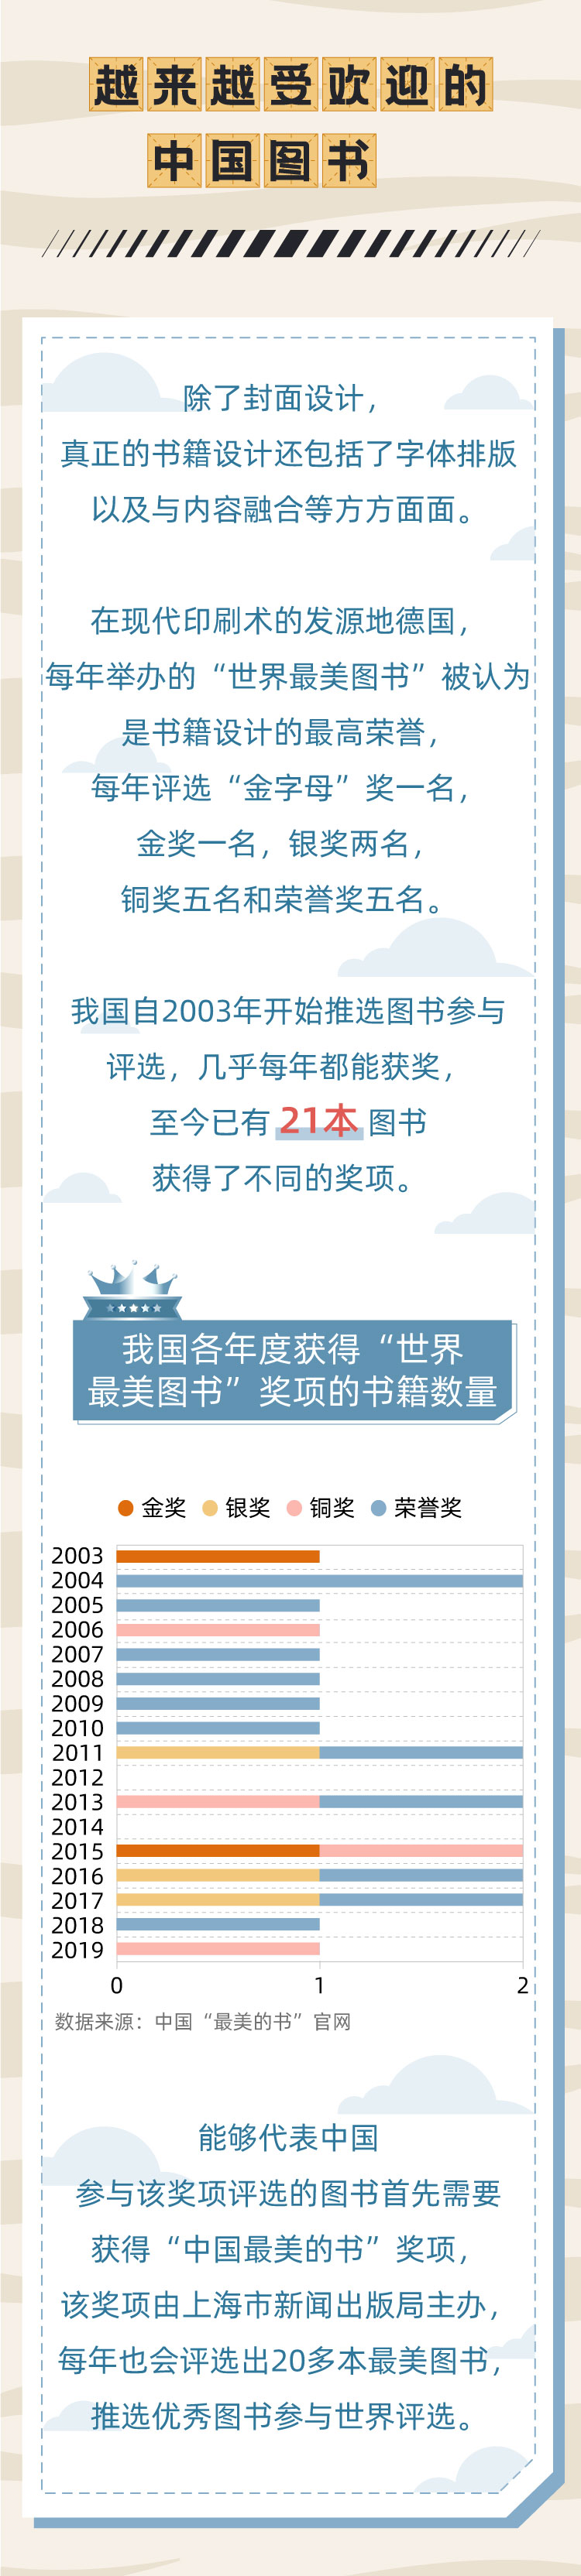 越来越受欢迎的
中国图书
除了封面设计，
真正的书籍设计还包括了字体排版
以及与内容融合等方方面面。
在现代印刷术的发源地德国，
每年举办的“世界最美图书”被认为
是书籍设计的最高荣誉，
每年评选“金字母”奖一名，
金奖一名，银奖两名，
铜奖五名和荣誉奖五名。
我国自2003年开始推选图书参与
评选，几乎每年都能获奖，
至今已有 21本 图书
获得了不同的奖项。
我国各年度获得“世界
最美图书”奖项的书籍数量
金奖 银奖 铜奖 荣誉奖
2003
2004
2005
2006
2007
2008
2009
2010
2011
2012
2013
2014
2015
2016
2017
2018
2019
0 1 2
数据来源：中国“最美的书”官网
能够代表中国
参与该奖项评选的图书首先需要
获得“中国最美的书”奖项，
该奖项由上海市新闻出版局主办，
每年也会评选出20多本最美图书，
推选优秀图书参与世界评选。